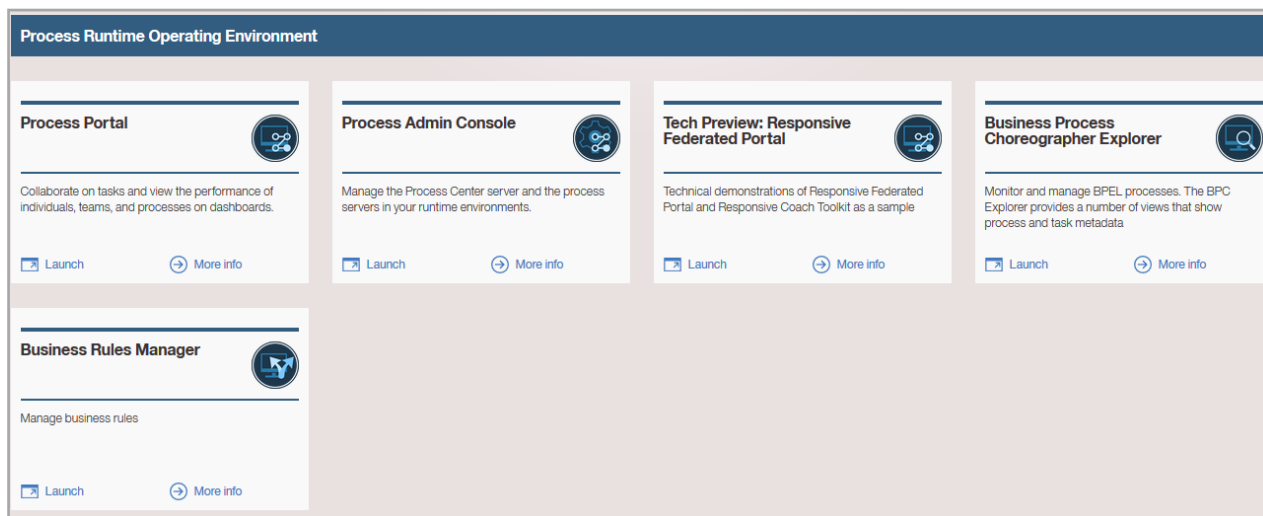 Process Runtime Operating Environment
Process Portal
Collaborate on tasks and view the performance of
individuals, teams, and processes on dashboards.
Launch
More info
Process Admin Console
Manage the Process Center server and the process
servers in your runtime environments.
Launch
More info
Tech Preview: Responsive
Federated Portal
Technical demonstrations of Responsive Federated
Portal and Responsive Coach Toolkit as a sample
Launch
More info
Business Process
Choreographer Explorer
Monitor and manage BPEL processes. The BPC
Explorer provides a number of views that show
process and task metadata
Launch
More info
Business Rules Manager
Manage business rules
Launch
More info